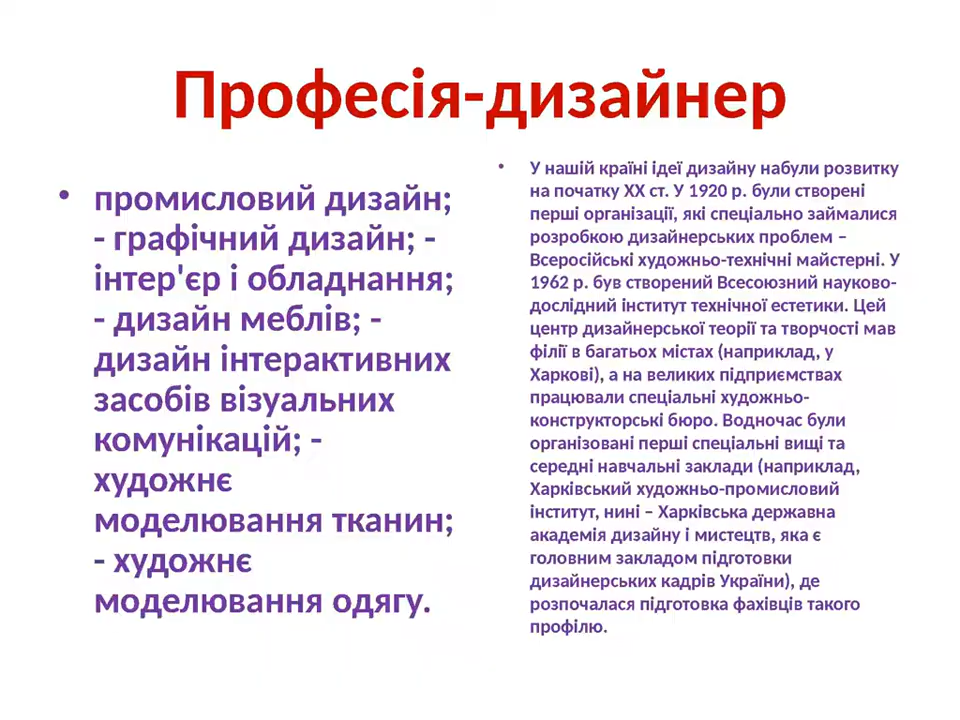 Професія-дизайнер
• промисловий дизайн;
- графічний дизайн; -
інтер'єр і обладнання;
- дизайн меблів; -
дизайн інтерактивних
засобів візуальних
комунікацій; -
художнє
моделювання тканин;
- художнє
моделювання одягу.
• У нашій країні ідеї дизайну набули розвитку
на початку ХХ ст. У 1920 р. були створені
перші організації, які спеціально займалися
розробкою дизайнерських проблем –
Всеросійські художньо-технічні майстерні. У
1962 р. був створений Всесоюзний науково-
дослідний інститут технічної естетики. Цей
центр дизайнерської теорії та творчості мав
філії в багатьох містах (наприклад, у
Харкові), а на великих підприємствах
працювали спеціальні художньо-
конструкторські бюро. Водночас були
організовані перші спеціальні вищі та
середні навчальні заклади (наприклад,
Харківський художньо-промисловий
інститут, нині – Харківська державна
академія дизайну і мистецтв, яка є
головним закладом підготовки
дизайнерських кадрів України), де
розпочалася підготовка фахівців такого
профілю.